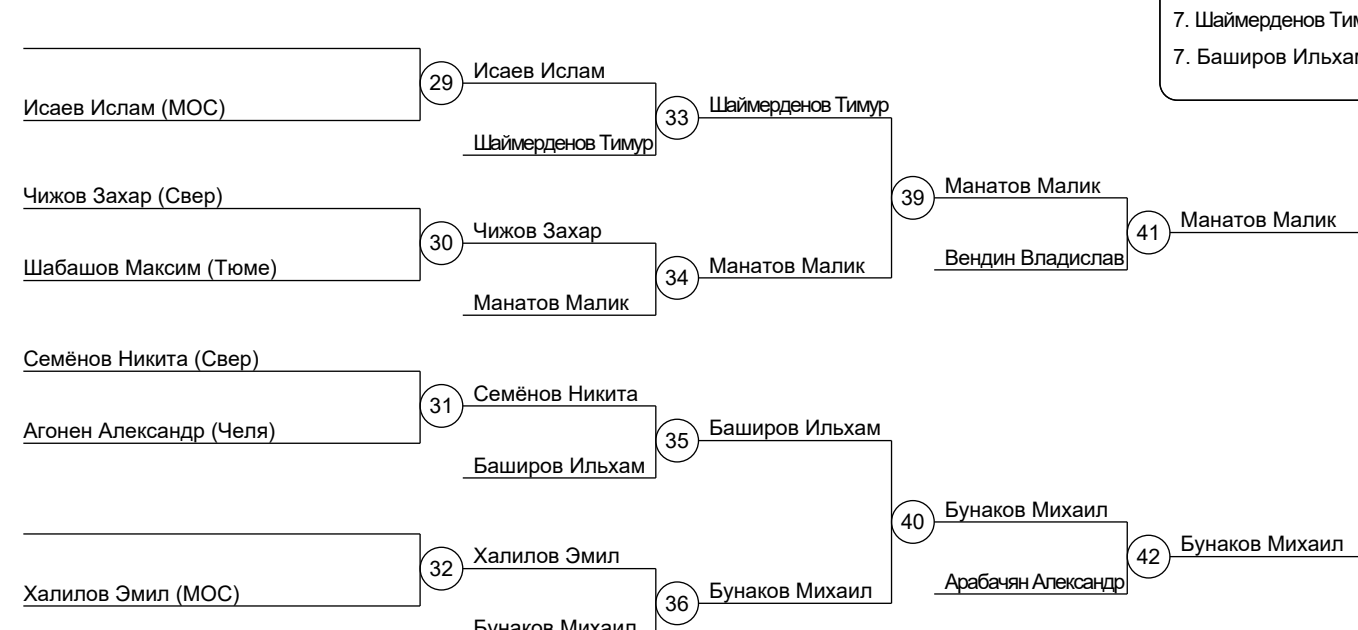 7. Шаймерденов
7. Баширов
29
Исаев Ислам
Исаев Ислам (МОС)
33
Шаймерденов Тимур
Шаймерденов Тимур
Чижов Захар (Свер)
39
Манатов Малик
30
Чижов Захар
41
Манатов Малик
Шабашов Максим (Тюме)
34
Манатов Малик
Вендин Владислав
Манатов Малик
Семёнов Никита (Свер)
31
Семёнов Никита
Агонен Александр (Челя)
35
Баширов Ильхам
Баширов Ильхам
40
Бунаков Михаил
32
Халилов Эмил
42
Бунаков Михаил
Халилов Эмил (МОС)
36
Бунаков Михаил
Арабачян Александр
Бунаков Михаил